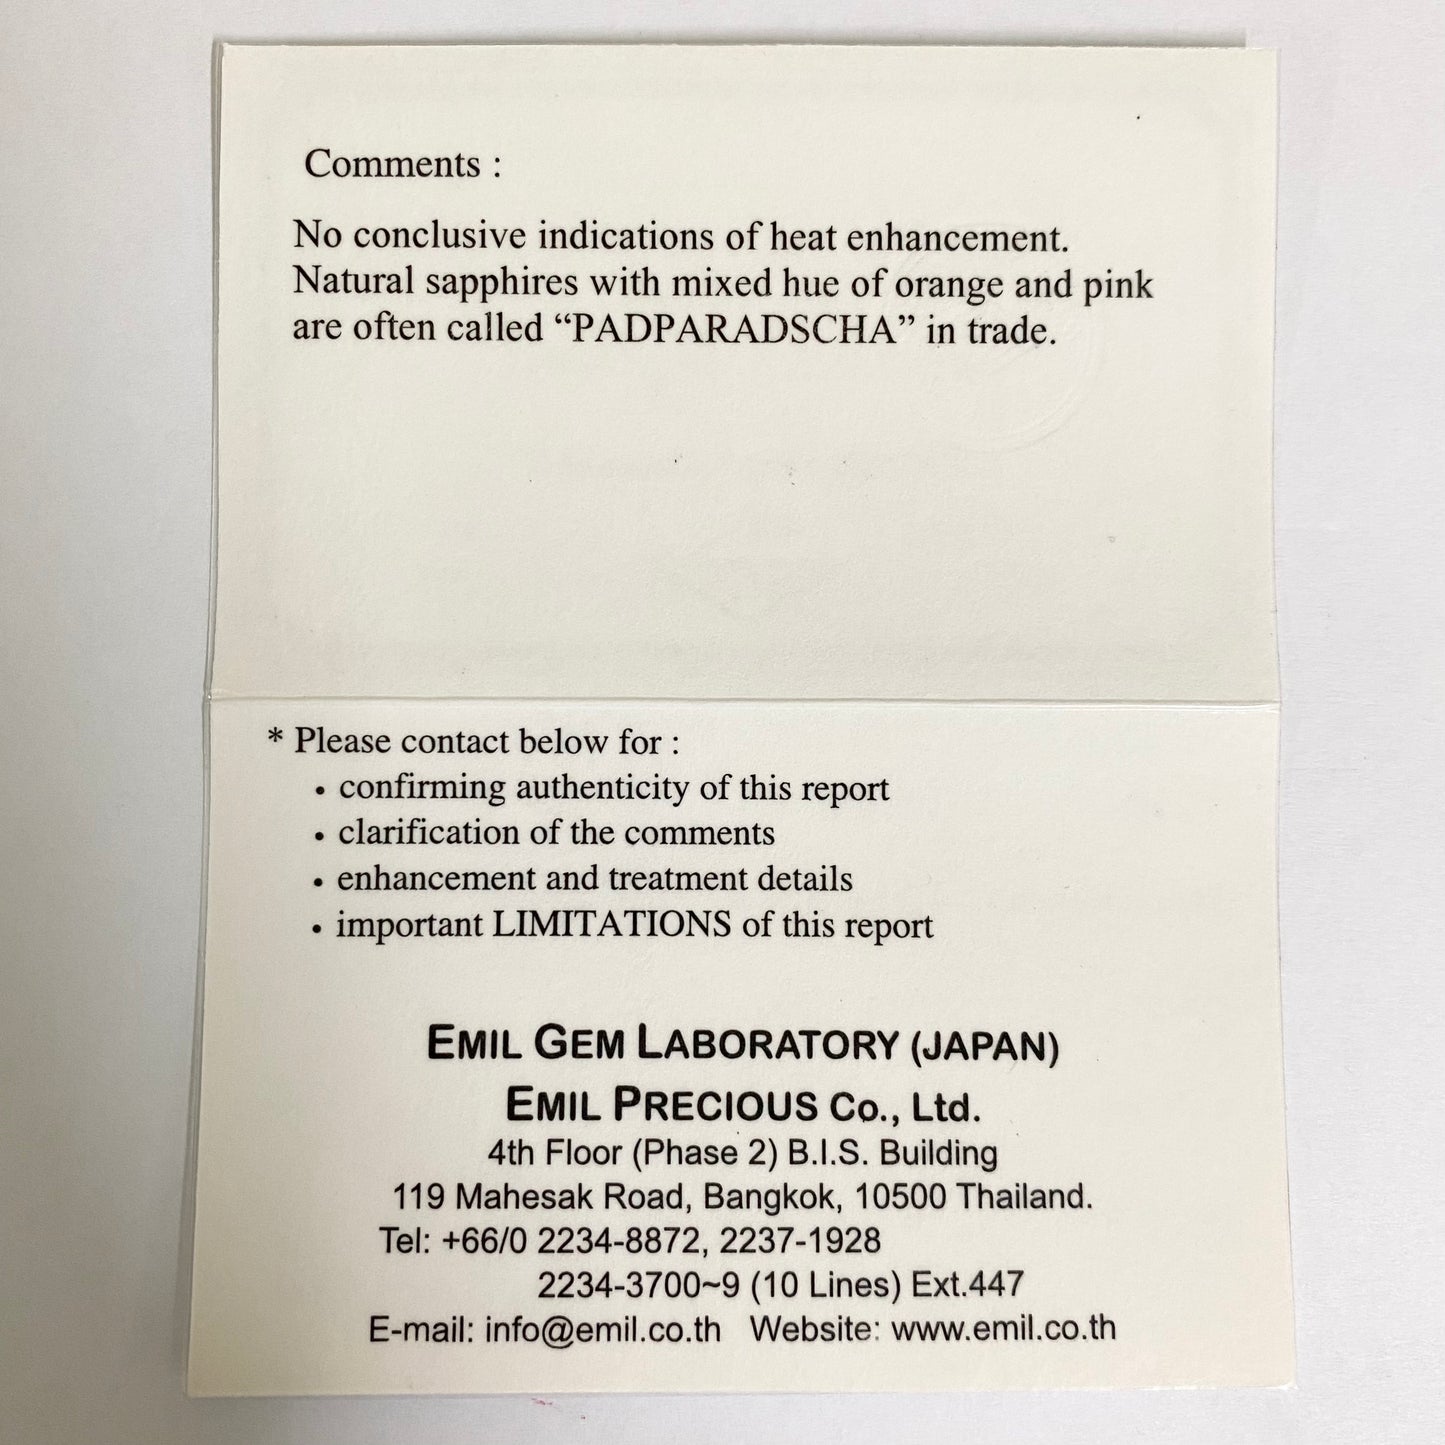 Comments :
No conclusive indications of heat enhancement.
Natural sapphires with mixed hue of orange and pink
are often called “PADPARADSCHA” in trade.
* Please contact below for :
• confirming authenticity of this report
• clarification of the comments
• enhancement and treatment details
• important LIMITATIONS of this report
EMIL GEM LABORATORY (JAPAN)
EMIL PRECIOUS Co., Ltd.
4th Floor (Phase 2) B.I.S. Building
119 Mahesak Road, Bangkok, 10500 Thailand.
Tel: +66/0 2234-8872, 2237-1928
2234-3700~9 (10 Lines) Ext.447
E-mail: info@emil.co.th Website: www.emil.co.th